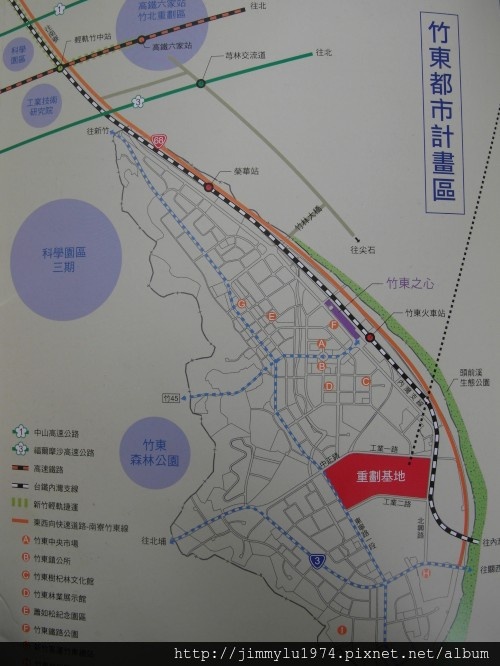 竹東都市計畫區
高鐵六家站
竹北重劃區
往北
科學
園區
輕軌竹中站
高鐵六家站
芎林交流道
往北
工業技術
研究院
往新竹
68
榮華站
竹林大橋
往尖石
科學園區
三期
竹東之心
竹東火車站
G
E
F
A
B
D
C
內灣支線
頭前溪
生態公園
竹45
竹東
森林公園
中正路
工業一路
重劃基地
工業二路
北興路
東寧路
往北埔
3
H
往關西
I
1
中山高速公路
3
福爾摩沙高速公路
高速鐵路
台鐵內灣支線
新竹輕軌捷運
東西向快速道路-南寮竹東線
A 竹東中央市場
B 竹東鎮公所
C 竹東樹杞林文化館
D 竹東林業展示館
E 蕭如松紀念園區
F 竹東鐵路公園
http://jimmylu1974.pixnet.net/album